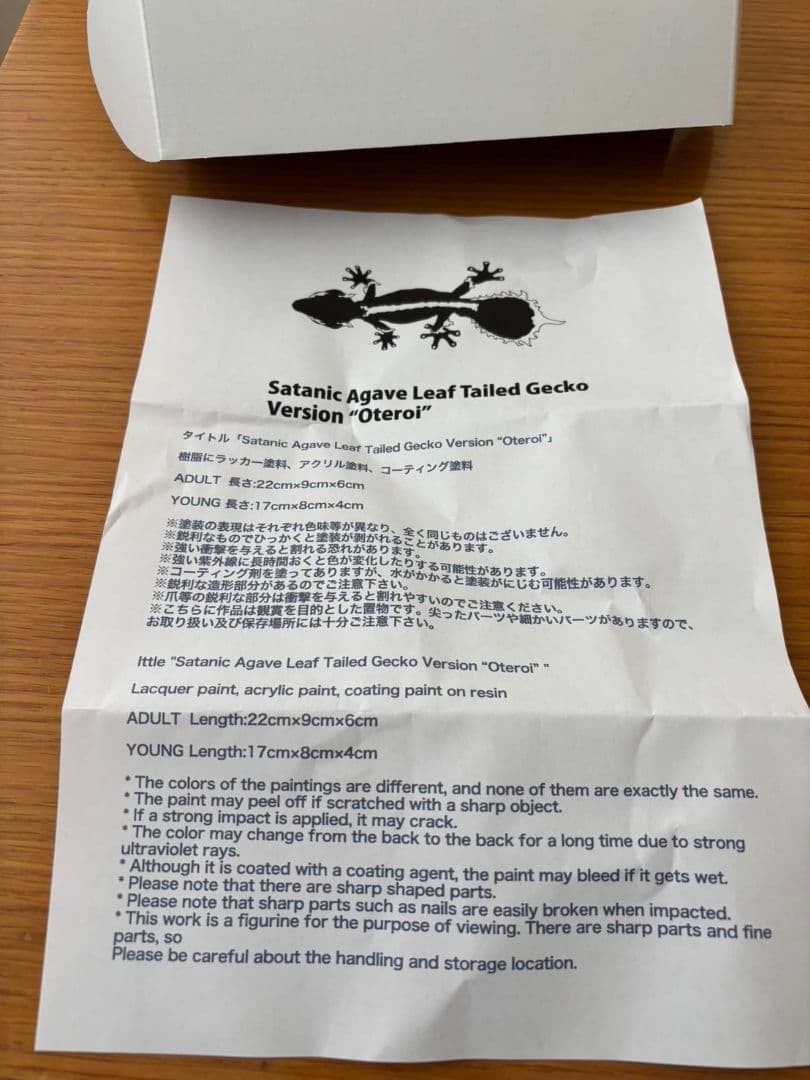 Satanic Agave Leaf Tailed Gecko
Version “Oteroi”
タイトル「Satanic Agave Leaf Tailed Gecko Version “Oteroi”」
樹脂にラッカー塗料、アクリル塗料、コーティング塗料
ADULT 長さ:22cm×9cm×6cm
YOUNG 長さ:17cm×8cm×4cm
※塗装の表現はそれぞれ色味等が異なり、全く同じものはございません。
※鋭利なものでひっかくと塗装が剥がれることがあります。
※強い衝撃を与えると割れる恐れがあります。
※強い紫外線に長時間おくと色が変化したりする可能性があります。
※コーティング剤を塗ってありますが、水がかかると塗装がにじむ可能性があります。
※鋭利な造形部分があるのでご注意下さい。
※爪等の鋭利な部分は衝撃を与えると割れやすいのでご注意ください。
※こちらに作品は観賞を目的とした置物です。尖ったパーツや細かいパーツがありますので、
お取り扱い及び保存場所には十分ご注意下さい。
Ittle "Satanic Agave Leaf Tailed Gecko Version “Oteroi” "
Lacquer paint, acrylic paint, coating paint on resin
ADULT Length:22cm×9cm×6cm
YOUNG Length:17cm×8cm×4cm
* The colors of the paintings are different, and none of them are exactly the same.
* The paint may peel off if scratched with a sharp object.
* If a strong impact is applied, it may crack.
* The color may change from the back to the back for a long time due to strong
ultraviolet rays.
* Although it is coated with a coating agent, the paint may bleed if it gets wet.
* Please note that there are sharp shaped parts.
* Please note that sharp parts such as nails are easily broken when impacted.
* This work is a figurine for the purpose of viewing. There are sharp parts and fine
parts, so
Please be careful about the handling and storage location.